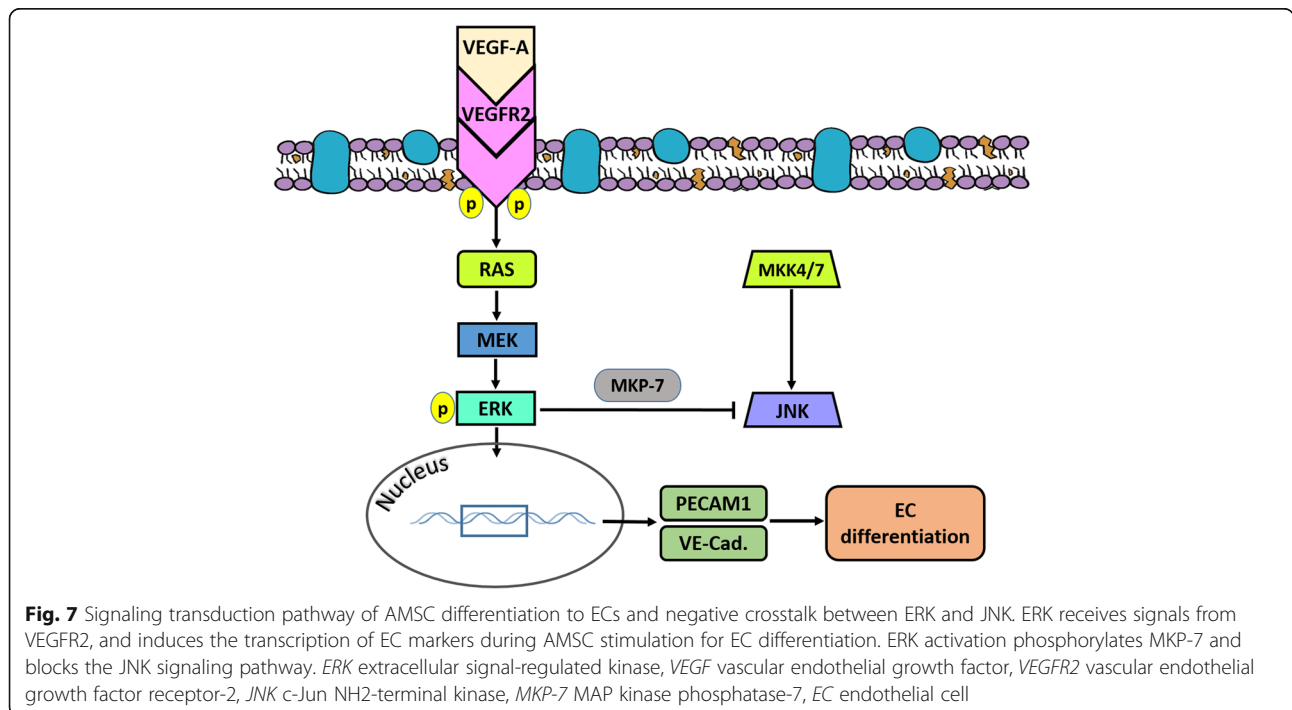 VEGF-A
VEGFR2
p p
RAS
MKK4/7
MEK
MKP-7
p
ERK
JNK
Nucleus
PECAM1
VE-Cad.
EC
differentiation
Fig. 7 Signaling transduction pathway of AMSC differentiation to ECs and negative crosstalk between ERK and JNK. ERK receives signals from
VEGFR2, and induces the transcription of EC markers during AMSC stimulation for EC differentiation. ERK activation phosphorylates MKP-7 and
blocks the JNK signaling pathway. ERK extracellular signal-regulated kinase, VEGF vascular endothelial growth factor, VEGFR2 vascular endothelial
growth factor receptor-2, JNK c-Jun NH2-terminal kinase, MKP-7 MAP kinase phosphatase-7, EC endothelial cell